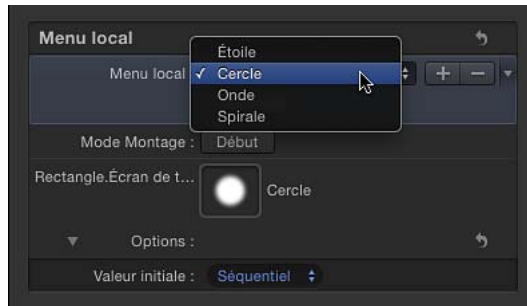 Menu local
Étoile
Menu local ✓ Cercle
Onde
Spirale
Mode Montage : Début
Rectangle.Écran de t...
Cercle
Options :
Valeur initiale : Séquentiel